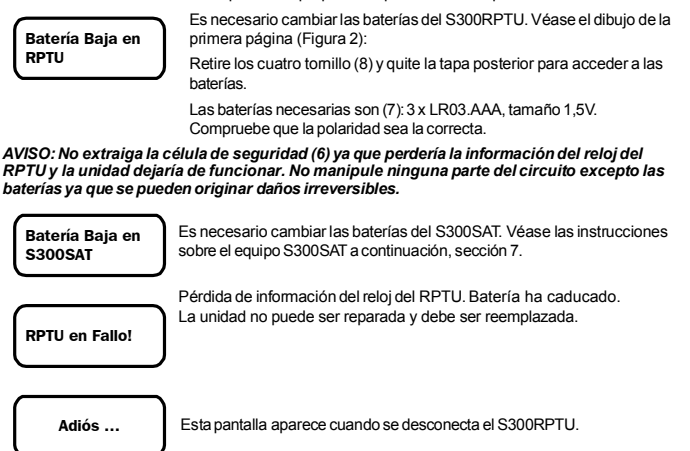 Batería Baja en
RPTU
Es necesario cambiar las baterías del S300RPTU. Véase el dibujo de la
primera página (Figura 2):
Retire los cuatro tornillo (8) y quite la tapa posterior para acceder a las
baterías.
Las baterías necesarias son (7): 3 x LR03.AAA, tamaño 1,5V.
Compruebe que la polaridad sea la correcta.
AVISO: No extraiga la célula de seguridad (6) ya que perdería la información del reloj del
RPTU y la unidad dejaría de funcionar. No manipule ninguna parte del circuito excepto las
baterías ya que se pueden originar daños irreversibles.
Batería Baja en
S300SAT
Es necesario cambiar las baterías del S300SAT. Véase las instrucciones
sobre el equipo S300SAT a continuación, sección 7.
RPTU en Fallo!
Pérdida de información del reloj del RPTU. Batería ha caducado.
La unidad no puede ser reparada y debe ser reemplazada.
Adiós ...
Esta pantalla aparece cuando se desconecta el S300RPTU.